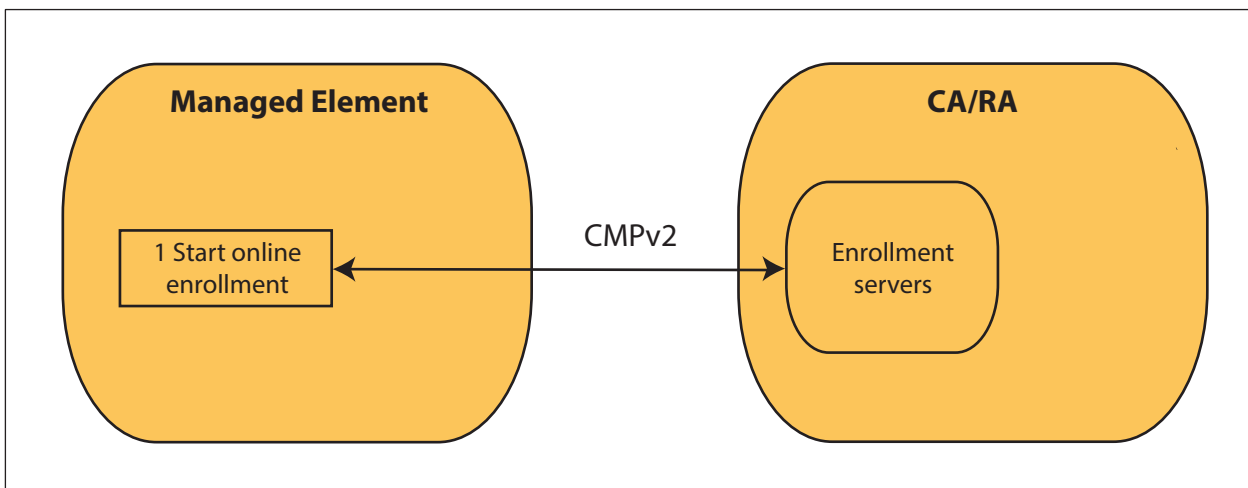 Managed Element
CA/RA
CMPv2
1 Start online
enrollment
Enrollment
servers